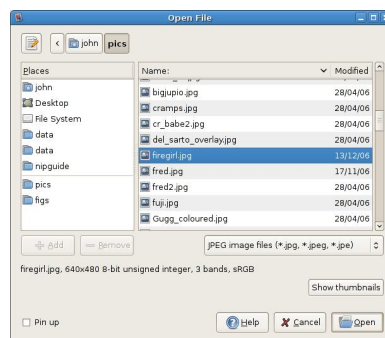 Open File
john pics
Places
john
Desktop
File System
data
data
nipguide
pics
figs
Name: Modified
bigjupio.jpg 28/04/06
cramps.jpg 28/04/06
cr_babe2.jpg 28/04/06
del_sarto_overlay.jpg 28/04/06
firegirl.jpg 13/12/06
fred.jpg 17/11/06
fred2.jpg 28/04/06
fuji.jpg 28/04/06
Gugg_coloured.jpg 28/04/06
Add Remove JPEG image files (*.jpg, *.jpeg, *.jpe)
firegirl.jpg, 640x480 8-bit unsigned integer, 3 bands, sRGB
Show thumbnails
Pin up Help Cancel Open